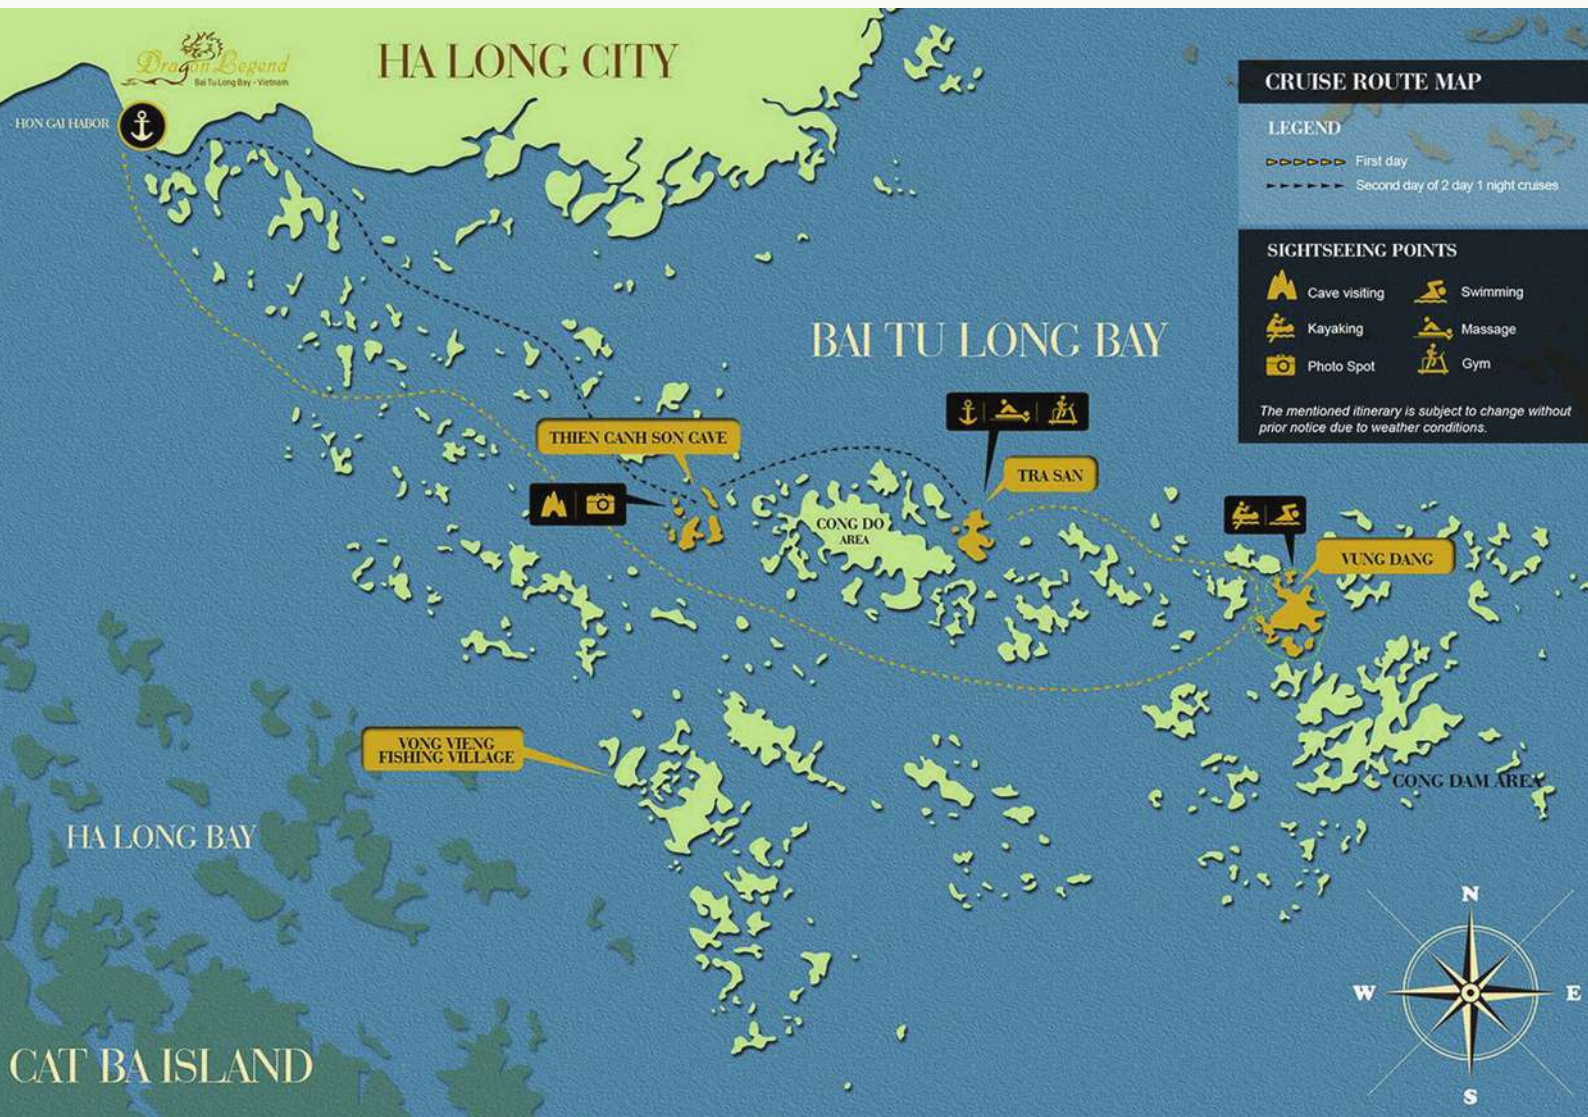 Dragon Legend
Bai Tu Long Bay - Vietnam
HA LONG CITY
HON GAI HABOR
CRUISE ROUTE MAP
LEGEND
First day
Second day of 2 day 1 night cruises
SIGHTSEEING POINTS
Cave visiting
Swimming
Kayaking
Massage
Photo Spot
Gym
The mentioned itinerary is subject to change without
prior notice due to weather conditions.
BAI TU LONG BAY
THIEN CANH SON CAVE
TRA SAN
CONG DO
AREA
VUNG DANG
VONG VIENG
FISHING VILLAGE
CONG DAM AREA
HA LONG BAY
CAT BA ISLAND
N
W
E
S